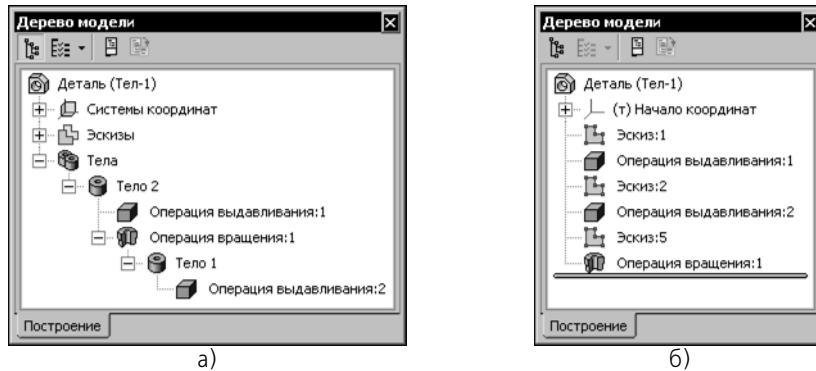 Дерево модели
Деталь (Тел-1)
Системы координат
Эскизы
Тела
Тело 2
Операция выдавливания:1
Операция вращения:1
Тело 1
Операция выдавливания:2
Построение
а)
Дерево модели
Деталь (Тел-1)
(т) Начало координат
Эскиз:1
Операция выдавливания:1
Эскиз:2
Операция выдавливания:2
Эскиз:5
Операция вращения:1
Построение
б)